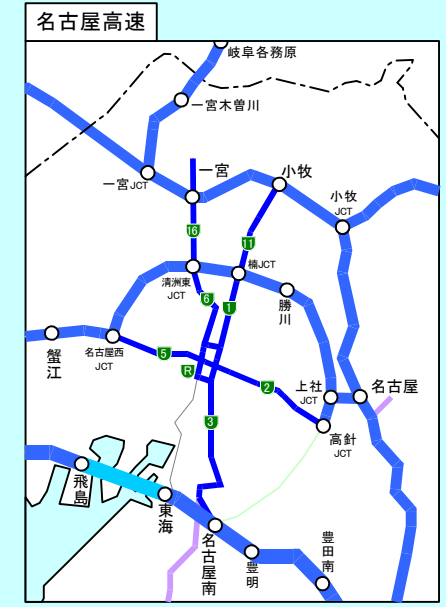 名古屋高速
岐阜各務原
一宮木曽川
一宮JCT
一宮
小牧
小牧
JCT
16
11
清洲東
JCT
楠JCT
6
1
勝川
蟹江
名古屋西
JCT
5
R
2
上社
JCT
名古屋
3
高針
JCT
飛島
東海
名古屋南
豊明
豊田南